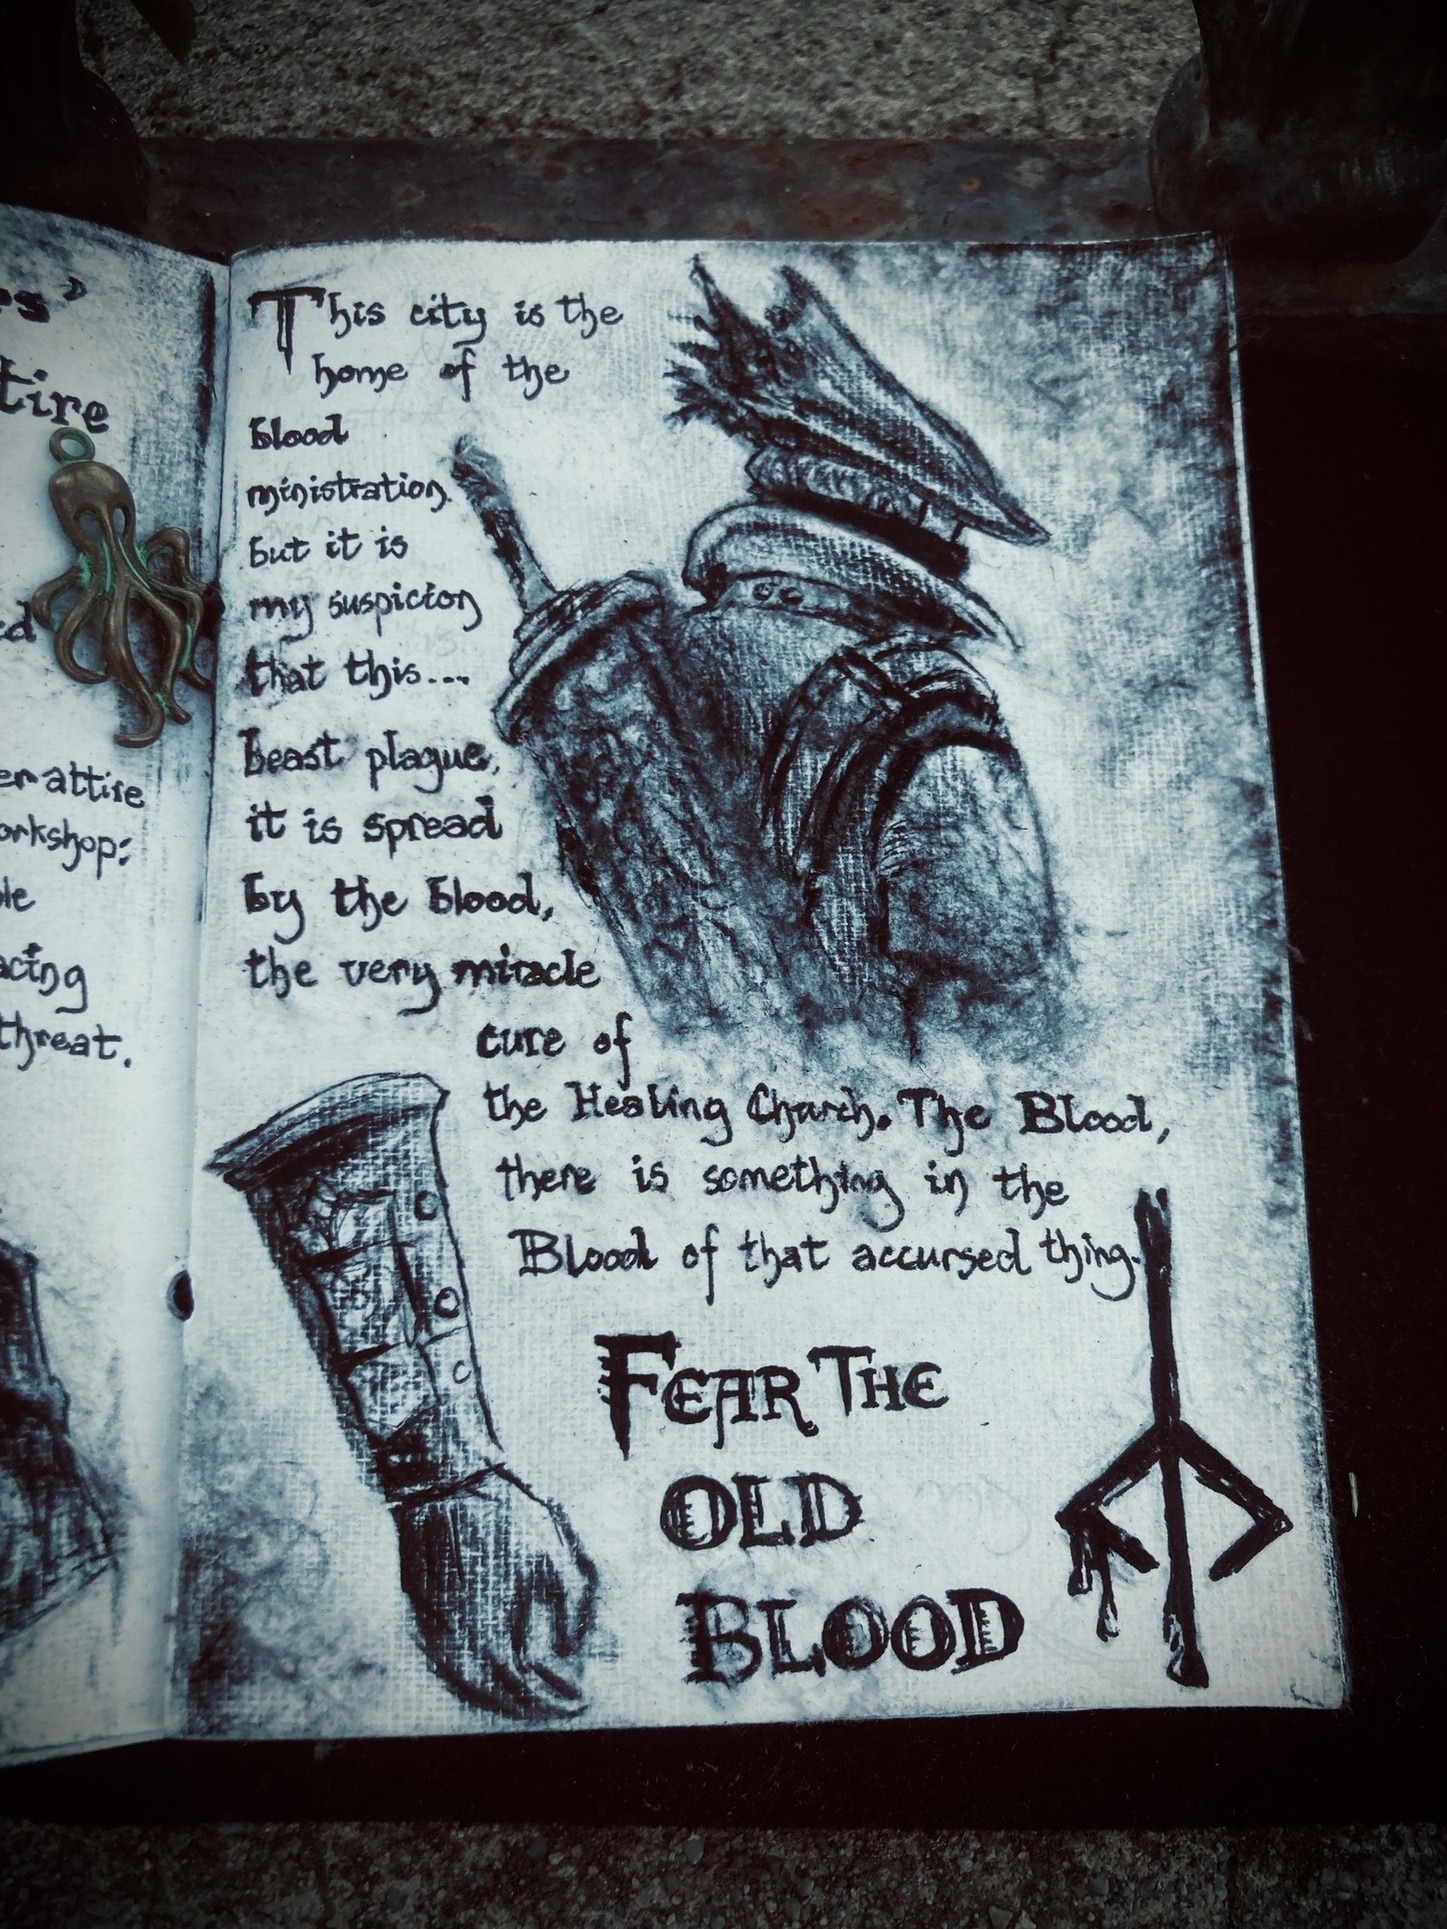 es'
tire
ed
er attire
orkshop:
le
acing
threat.
This city is the
home of the
blood
ministration
but it is
my suspicion
that this...
beast plague,
it is spread
by the blood,
the very miracle
cure of
the Healing Church. The Blood,
there is something in the
Blood of that accursed thing.
FEAR THE
OLD
BLOOD